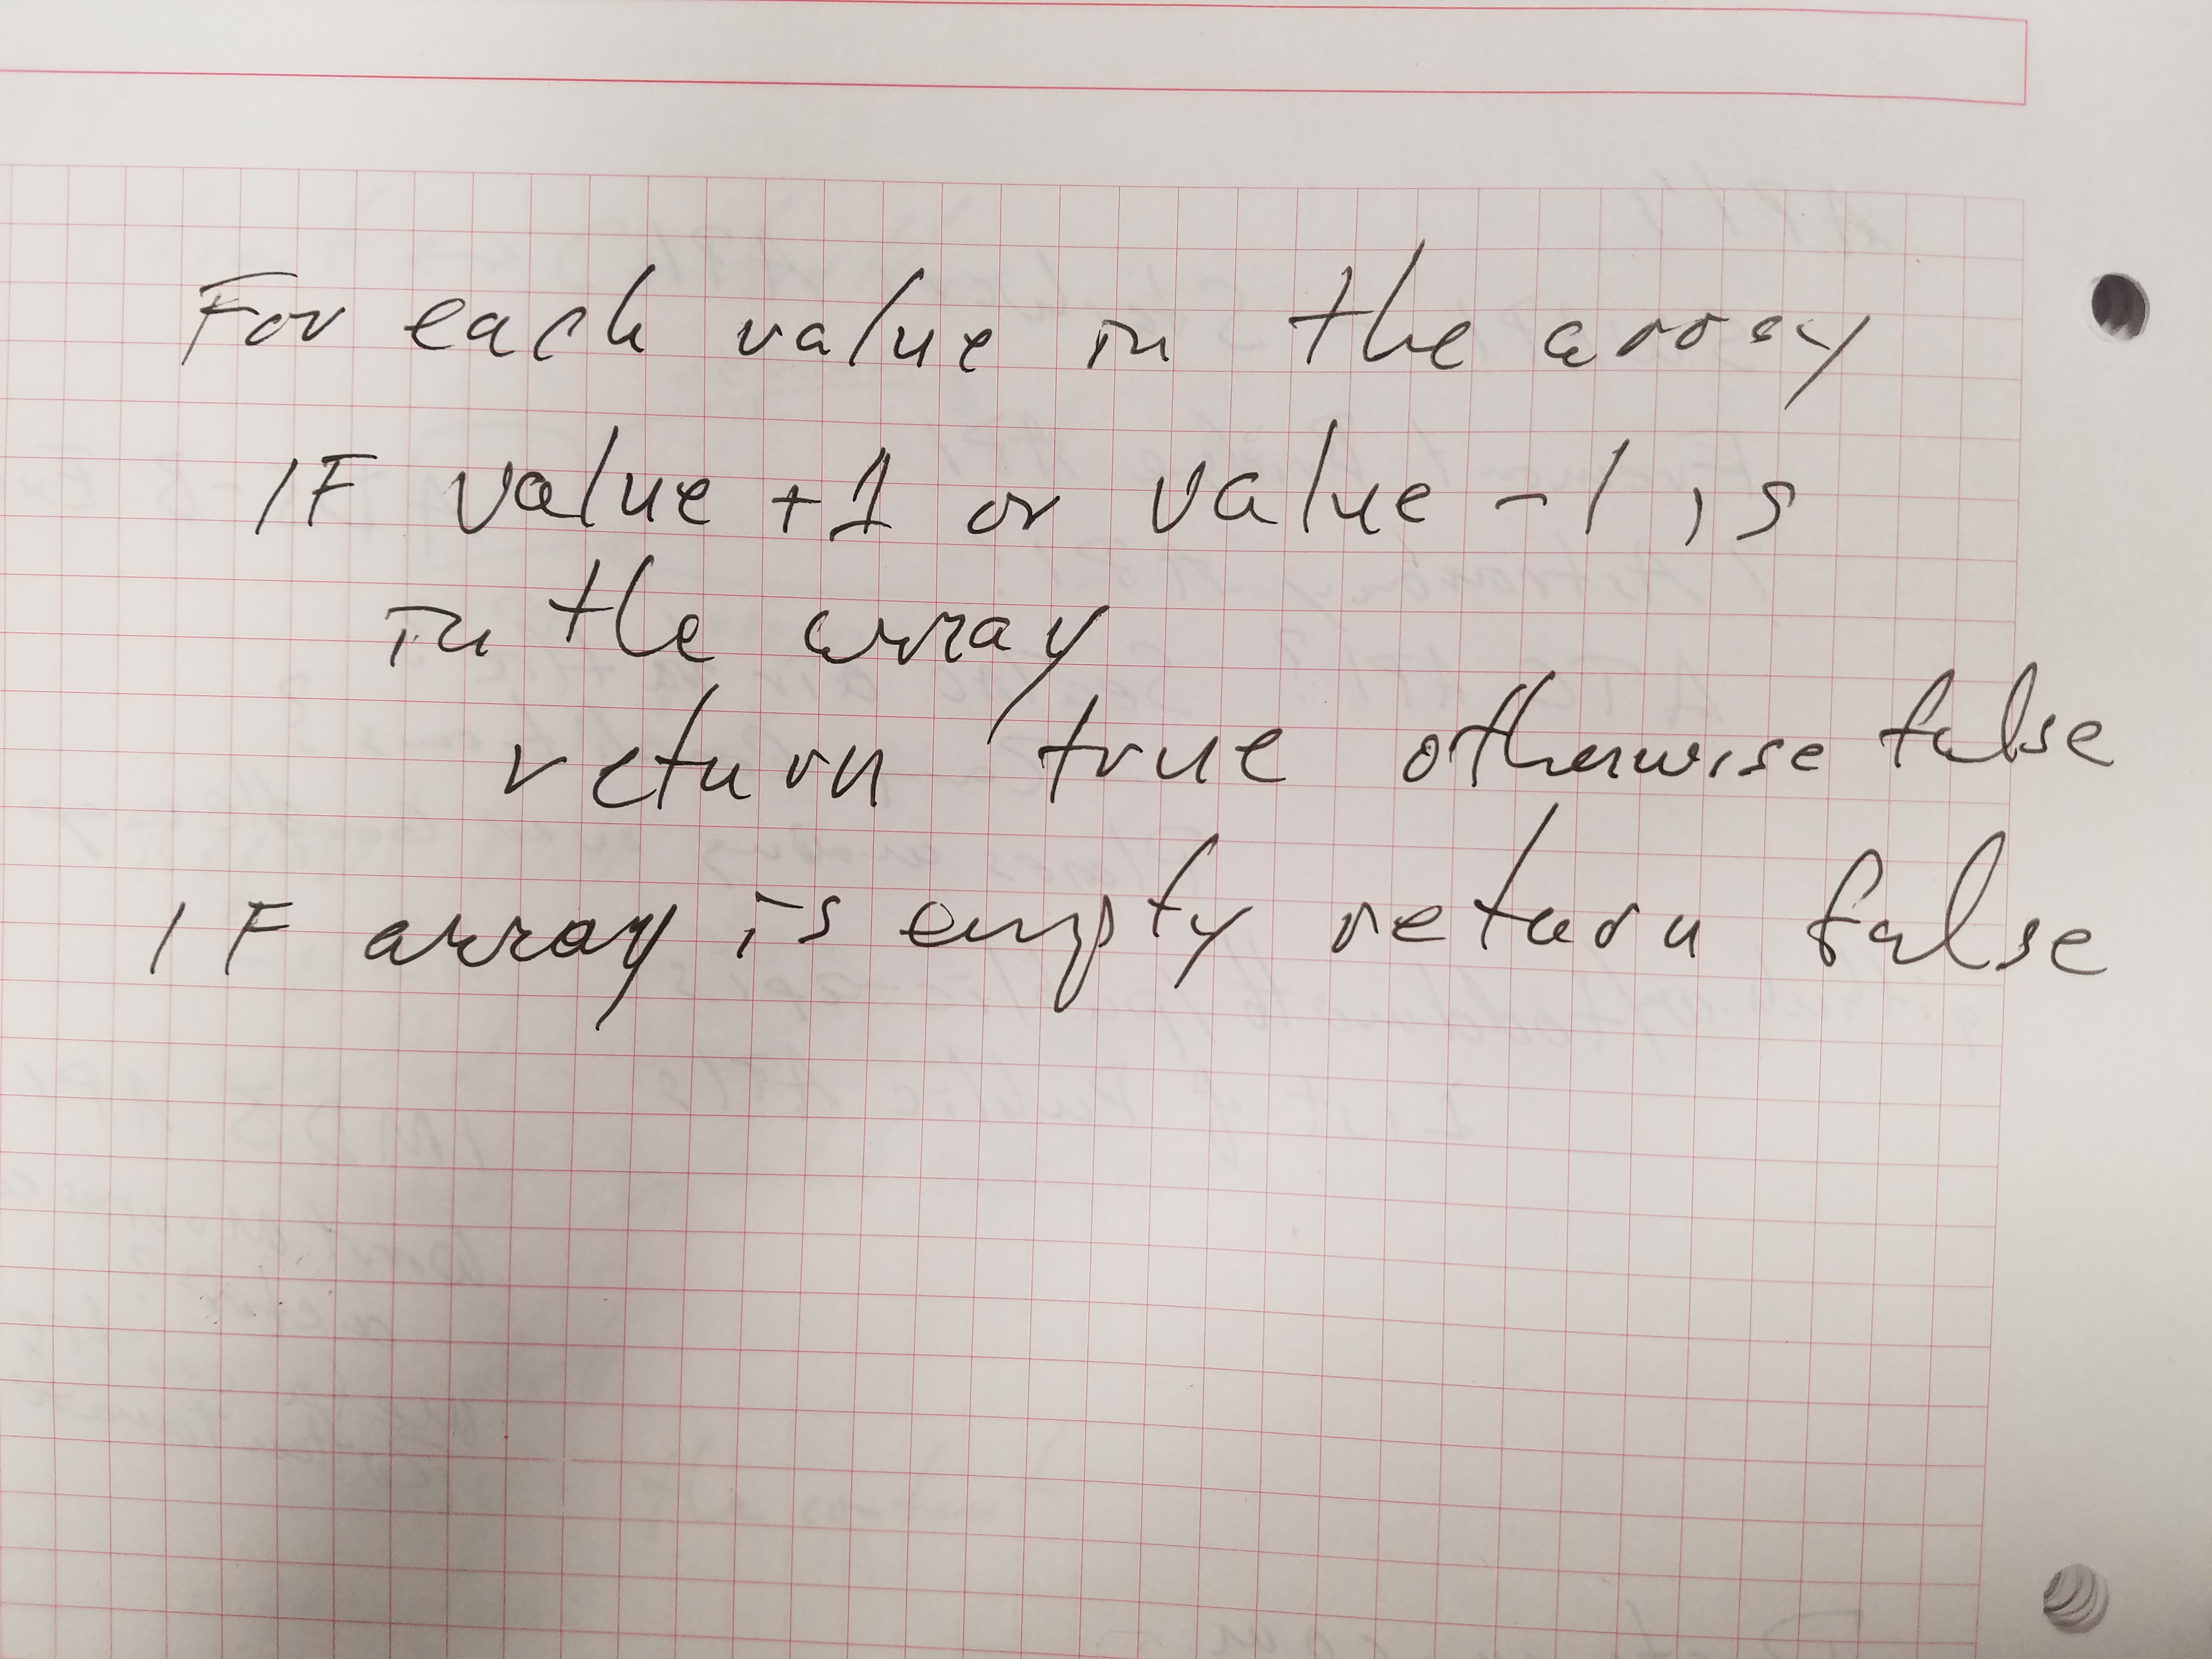 For each value in the array
IF value +1 or value -1 is
in the array
return true otherwise false
IF array is empty return false